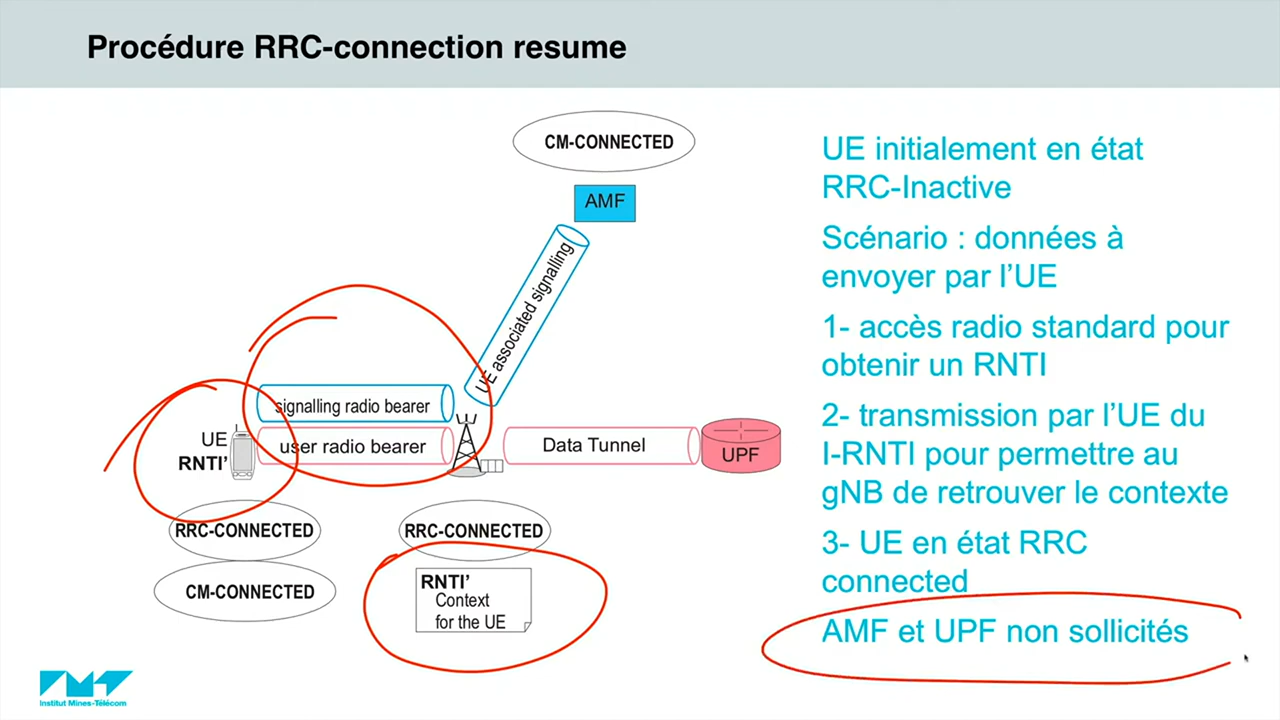 Procédure RRC-connection resume
CM-CONNECTED
AMF
UE associated signalling
signalling radio bearer
UE
RNTI’
user radio bearer
Data Tunnel
UPF
RRC-CONNECTED
CM-CONNECTED
RRC-CONNECTED
RNTI’
Context
for the UE
UE initialement en état
RRC-Inactive
Scénario : données à
envoyer par l’UE
1- accès radio standard pour
obtenir un RNTI
2- transmission par l’UE du
I-RNTI pour permettre au
gNB de retrouver le contexte
3- UE en état RRC
connected
AMF et UPF non sollicités
Institut Mines-Télécom